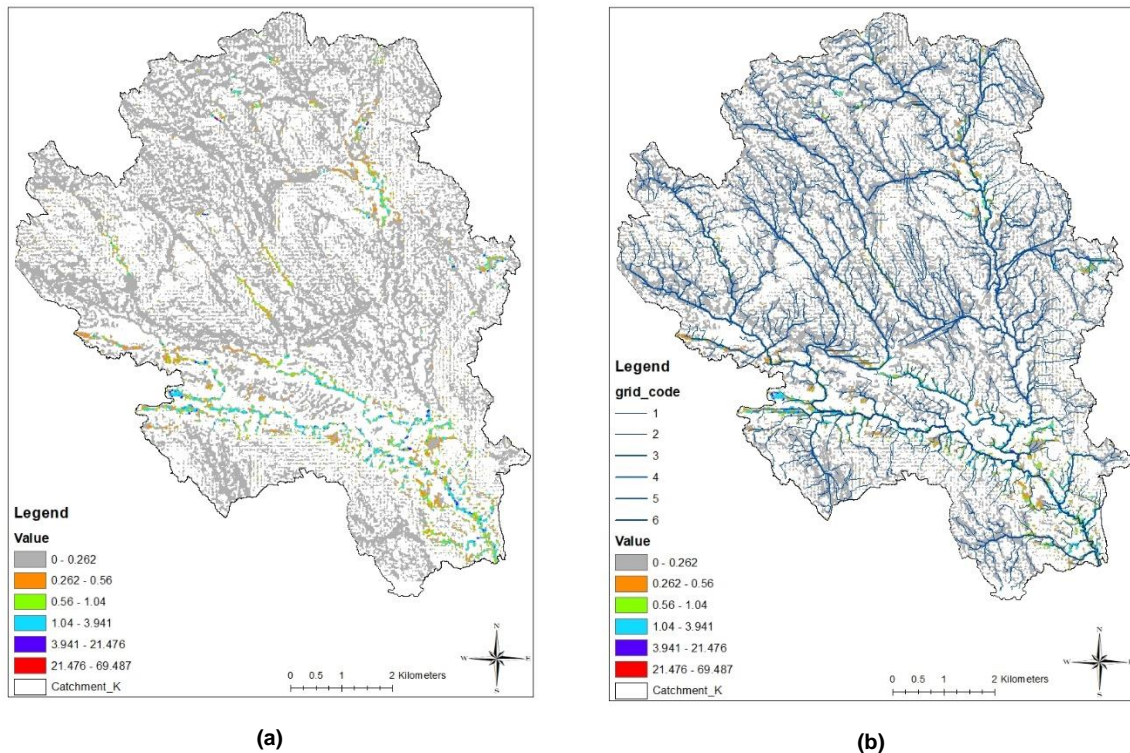 Legend
Value
0 - 0.262
0.262 - 0.56
0.56 - 1.04
1.04 - 3.941
3.941 - 21.476
21.476 - 69.487
Catchment_K
0 0.5 1 2 Kilometers
N
W E
S
(a)
Legend
grid_code
1
2
3
4
5
6
Value
0 - 0.262
0.262 - 0.56
0.56 - 1.04
1.04 - 3.941
3.941 - 21.476
21.476 - 69.487
Catchment_K
0 0.5 1 2 Kilometers
N
W
S
(b)